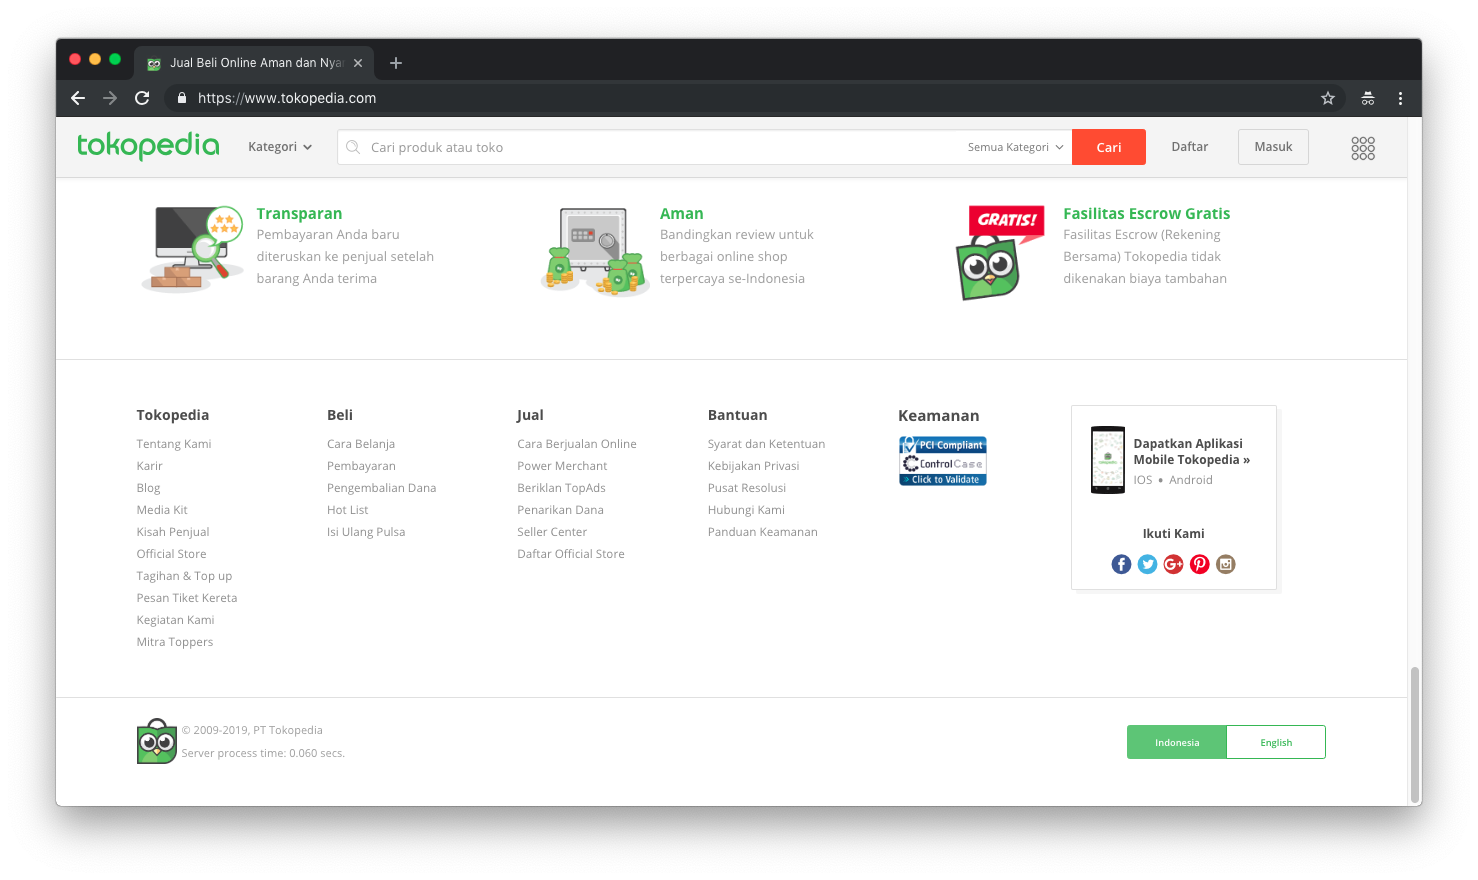 Jual Beli Online Aman dan Nya
https://www.tokopedia.com
tokopedia
Kategori
Cari produk atau toko
Semua Kategori
Cari
Daftar
Masuk
Transparan
Pembayaran Anda baru
diteruskan ke penjual setelah
barang Anda terima
Aman
Bandingkan review untuk
berbagai online shop
terpercaya se-Indonesia
GRATIS!
Fasilitas Escrow Gratis
Fasilitas Escrow (Rekening
Bersama) Tokopedia tidak
dikenakan biaya tambahan
Tokopedia
Tentang Kami
Karir
Blog
Media Kit
Kisah Penjual
Official Store
Tagihan & Top up
Pesan Tiket Kereta
Kegiatan Kami
Mitra Toppers
Beli
Cara Belanja
Pembayaran
Pengembalian Dana
Hot List
Isi Ulang Pulsa
Jual
Cara Berjualan Online
Power Merchant
Beriklan TopAds
Penarikan Dana
Seller Center
Daftar Official Store
Bantuan
Syarat dan Ketentuan
Kebijakan Privasi
Pusat Resolusi
Hubungi Kami
Panduan Keamanan
Keamanan
PCI Compliant
ControlCase
Click to Validate
Dapatkan Aplikasi
Mobile Tokopedia »
IOS • Android
Ikuti Kami
© 2009-2019, PT Tokopedia
Server process time: 0.060 secs.
Indonesia
English